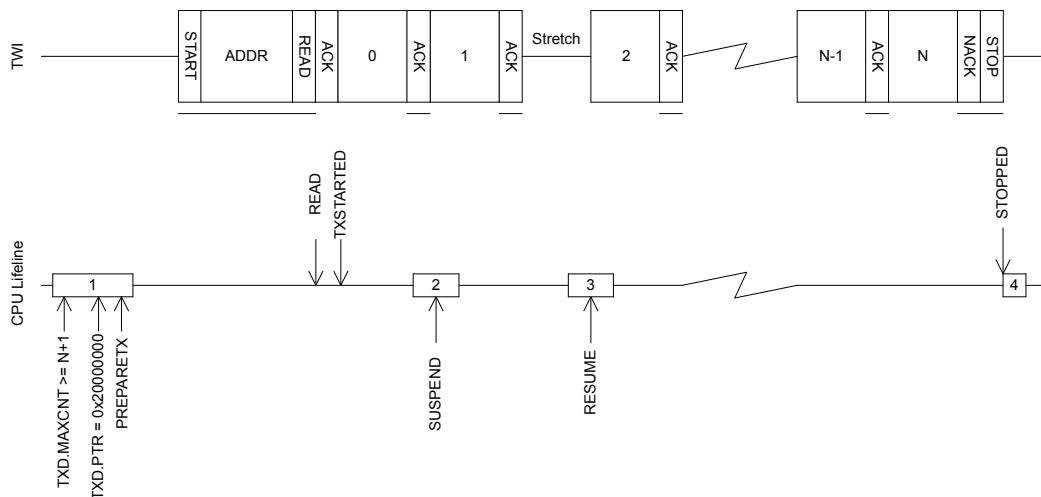 TWI
START
ADDR
READ
ACK
0
ACK
1
ACK
Stretch
2
ACK
N-1
ACK
N
NACK
STOP
READ
TXSTARTED
STOPPED
CPU Lifeline
1
2
3
4
TXD.MAXCNT >= N+1
TXD.PTR = 0x20000000
PREPARETX
SUSPEND
RESUME